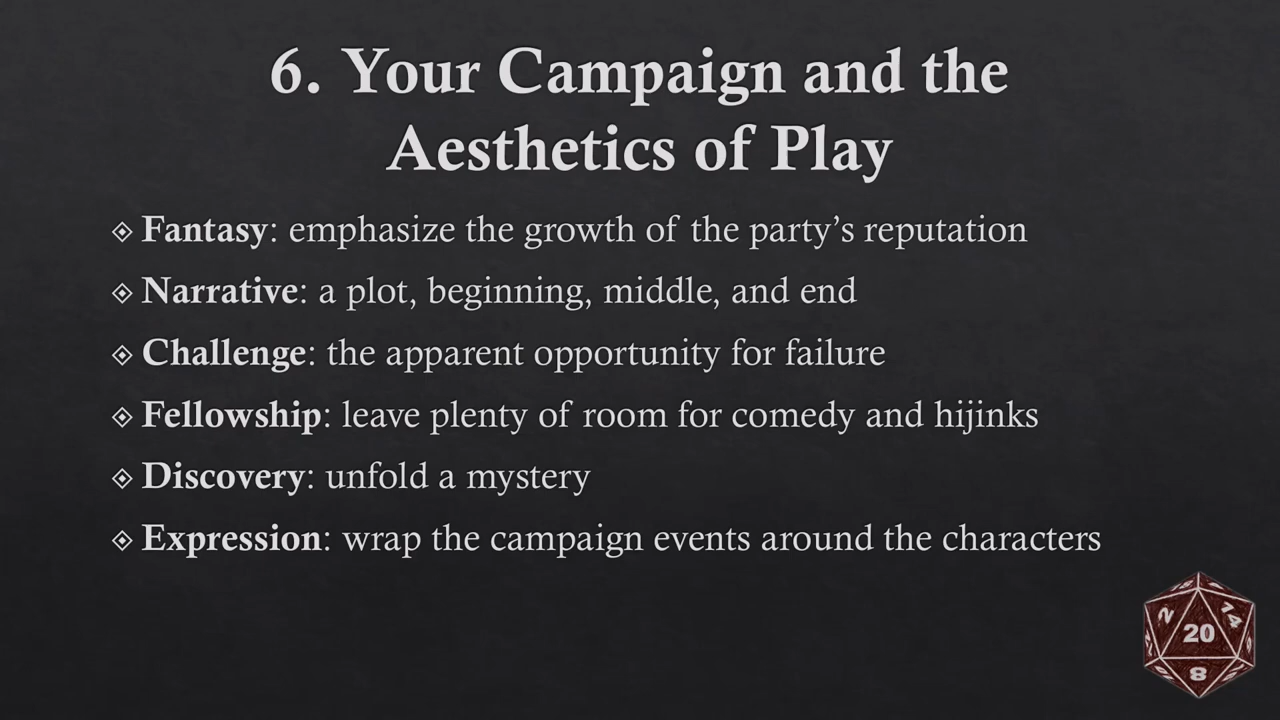 6. Your Campaign and the
Aesthetics of Play
Fantasy: emphasize the growth of the party’s reputation
Narrative: a plot, beginning, middle, and end
Challenge: the apparent opportunity for failure
Fellowship: leave plenty of room for comedy and hijinks
Discovery: unfold a mystery
Expression: wrap the campaign events around the characters
2
14
20
8